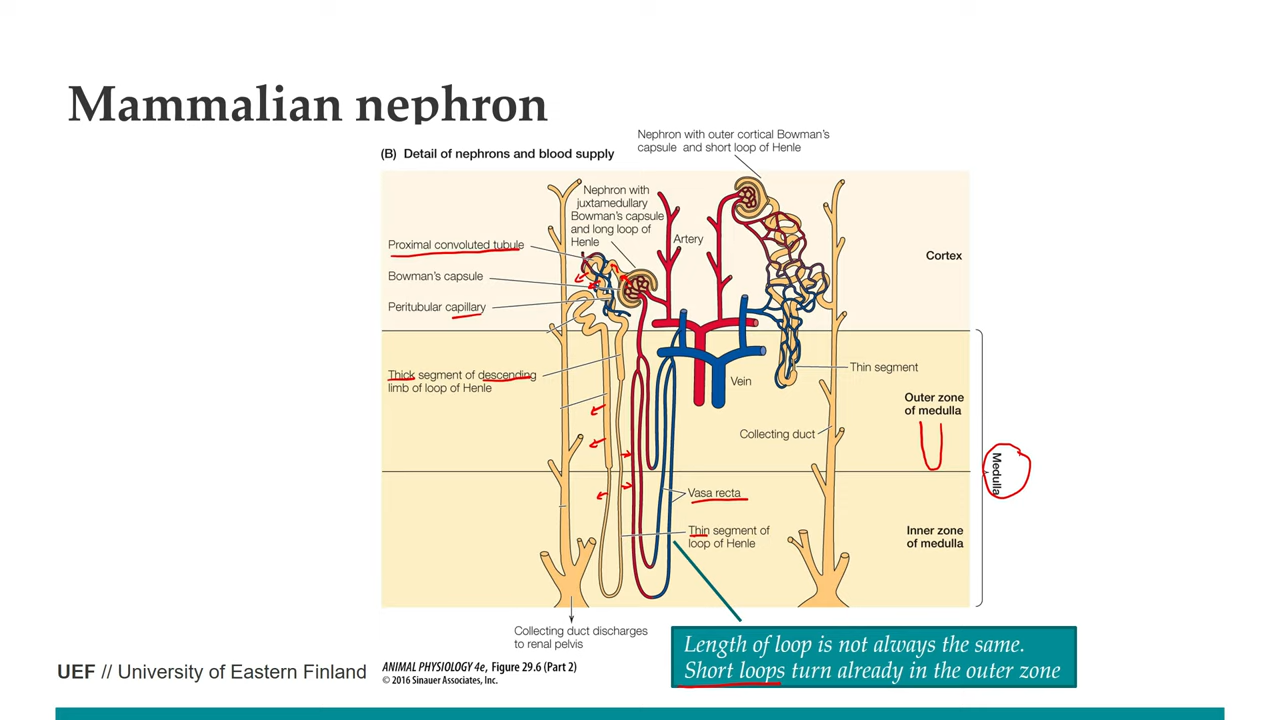 Mammalian nephron
Nephron with outer cortical Bowman's
capsule and short loop of Henle
(B) Detail of nephrons and blood supply
Nephron with
juxtamedullary
Bowman's capsule
and long loop of
Henle
Artery
Proximal convoluted tubule
Bowman's capsule
Peritubular capillary
Cortex
Thick segment of descending
limb of loop of Henle
Thin segment
Vein
Outer zone
of medulla
Collecting duct
Medulla
Vasa recta
Thin segment of
loop of Henle
Inner zone
of medulla
Collecting duct discharges
to renal pelvis
Length of loop is not always the same.
Short loops turn already in the outer zone
UEF // University of Eastern Finland
ANIMAL PHYSIOLOGY 4e, Figure 29.6 (Part 2)
© 2016 Sinauer Associates, Inc.